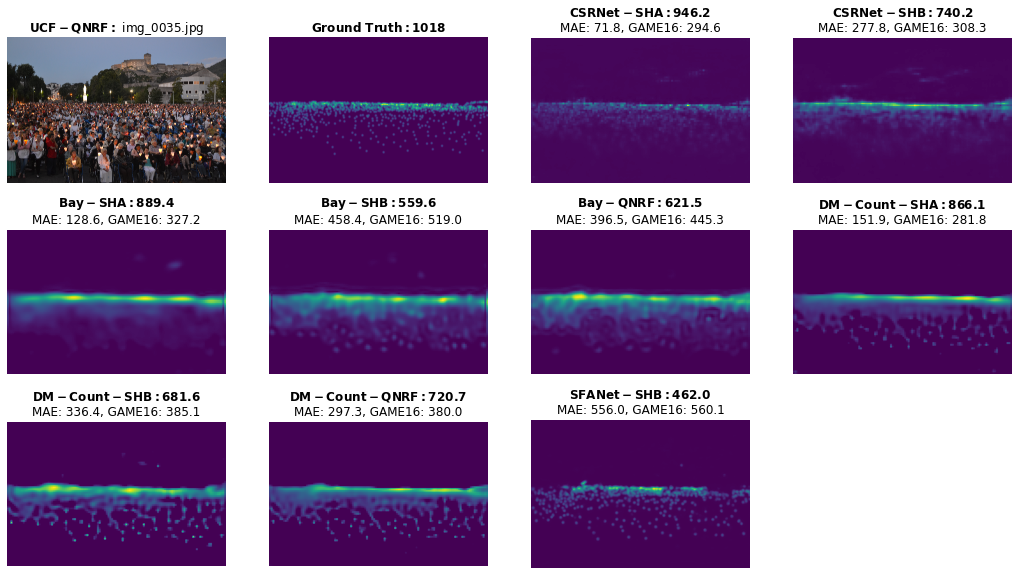 UCF − QNRF : img_0035.jpg
Ground Truth : 1018
CSRNet − SHA : 946.2
MAE: 71.8, GAME16: 294.6
CSRNet − SHB : 740.2
MAE: 277.8, GAME16: 308.3
Bay − SHA : 889.4
MAE: 128.6, GAME16: 327.2
Bay − SHB : 559.6
MAE: 458.4, GAME16: 519.0
Bay − QNRF : 621.5
MAE: 396.5, GAME16: 445.3
DM − Count − SHA : 866.1
MAE: 151.9, GAME16: 281.8
DM − Count − SHB : 681.6
MAE: 336.4, GAME16: 385.1
DM − Count − QNRF : 720.7
MAE: 297.3, GAME16: 380.0
SFANet − SHB : 462.0
MAE: 556.0, GAME16: 560.1